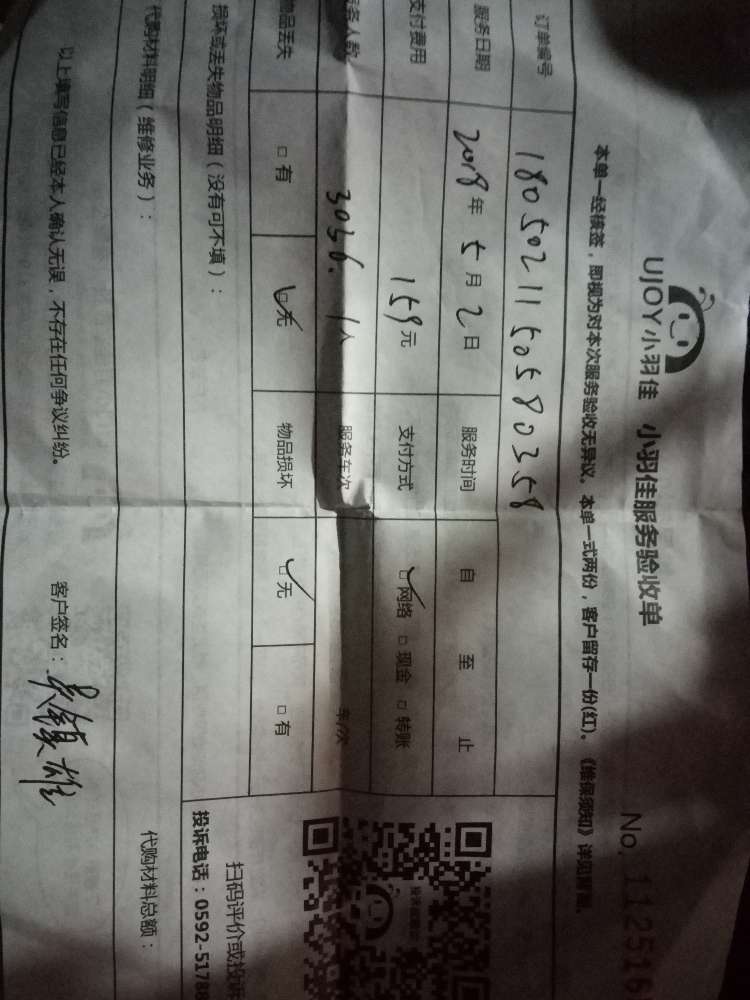 UJOY小羽佳 小羽佳服务验收单
No. 112546
本单一经核签，即视为对本次服务验收无异议。本单一式两份，客户留存一份(红)。《维保须知》详见背面
订单编号 1805021150580358
服务日期 2018年5月2日 服务时间 自 至 止
支付费用 159元 支付方式 □网络 □现金 □转账
服务人数 3036. 1人 服务车次 车/次
物品丢失 □有 □无 物品损坏 □无 □有
损坏或丢失物品明细（没有可不填）：
扫码评价或投诉
投诉电话：0592-5178
代购材料明细（维修业务）：
代购材料总额：
以上填写信息已经本人确认无误，不存在任何争议纠纷。
客户签名：